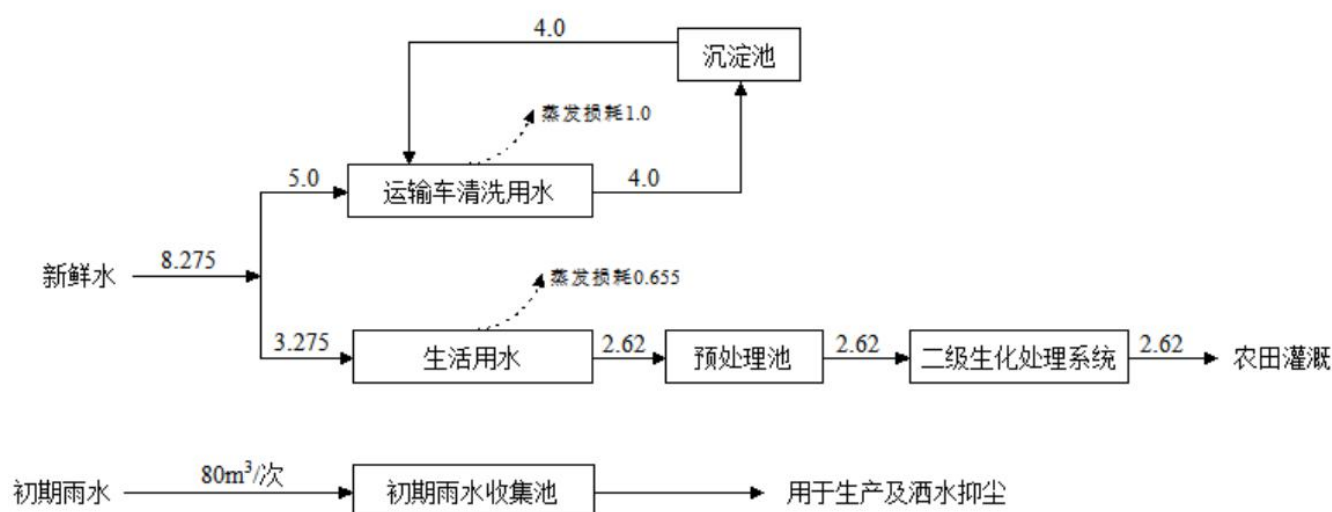 4.0
沉淀池
蒸发损耗1.0
5.0
运输车清洗用水
4.0
新鲜水
8.275
蒸发损耗0.655
3.275
生活用水
2.62
预处理池
2.62
二级生化处理系统
2.62
农田灌溉
初期雨水
80m³/次
初期雨水收集池
用于生产及洒水抑尘